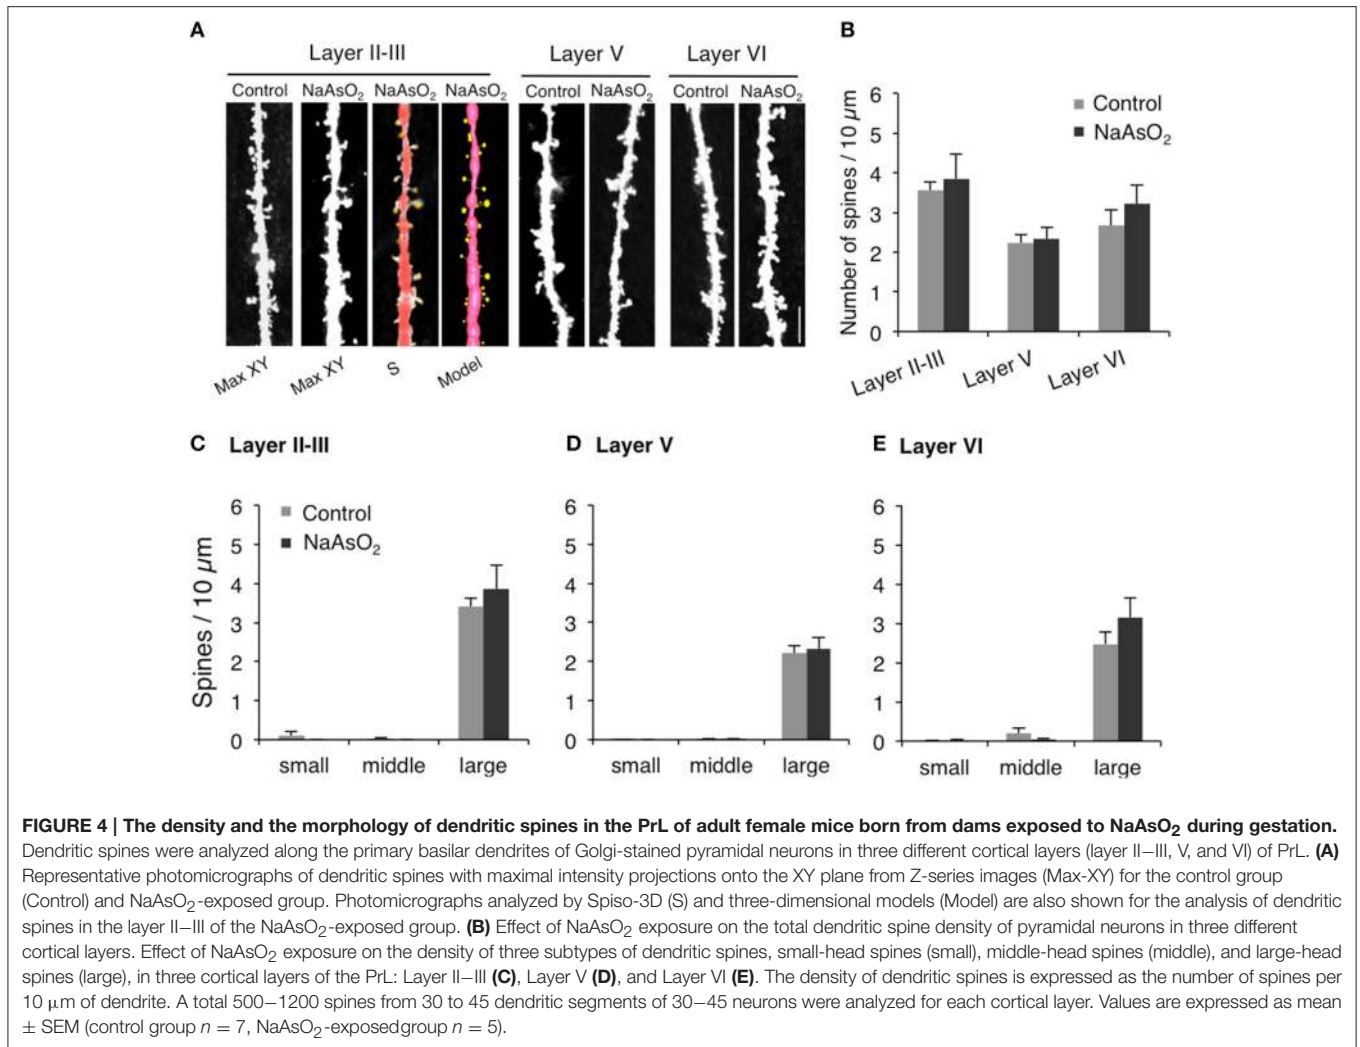 A
B
Layer II-III
Layer V
Layer VI
Control
NaAsO2
NaAsO2
NaAsO2
Control
NaAsO2
Control
NaAsO2
Max XY
Max XY
S
Model
Number of spines / 10 µm
6
5
4
3
2
1
0
Control
NaAsO2
Layer II-III
Layer V
Layer VI
C Layer II-III
Spines / 10 µm
6
5
4
3
2
1
0
Control
NaAsO2
small middle large
D Layer V
6
5
4
3
2
1
0
small middle large
E Layer VI
6
5
4
3
2
1
0
small middle large
FIGURE 4 | The density and the morphology of dendritic spines in the PrL of adult female mice born from dams exposed to NaAsO2 during gestation.
Dendritic spines were analyzed along the primary basilar dendrites of Golgi-stained pyramidal neurons in three different cortical layers (layer II–III, V, and VI) of PrL. (A)
Representative photomicrographs of dendritic spines with maximal intensity projections onto the XY plane from Z-series images (Max-XY) for the control group
(Control) and NaAsO2-exposed group. Photomicrographs analyzed by Spiso-3D (S) and three-dimensional models (Model) are also shown for the analysis of dendritic
spines in the layer II–III of the NaAsO2-exposed group. (B) Effect of NaAsO2 exposure on the total dendritic spine density of pyramidal neurons in three different
cortical layers. Effect of NaAsO2 exposure on the density of three subtypes of dendritic spines, small-head spines (small), middle-head spines (middle), and large-head
spines (large), in three cortical layers of the PrL: Layer II–III (C), Layer V (D), and Layer VI (E). The density of dendritic spines is expressed as the number of spines per
10 µm of dendrite. A total 500–1200 spines from 30 to 45 dendritic segments of 30–45 neurons were analyzed for each cortical layer. Values are expressed as mean
± SEM (control group n = 7, NaAsO2-exposedgroup n = 5).